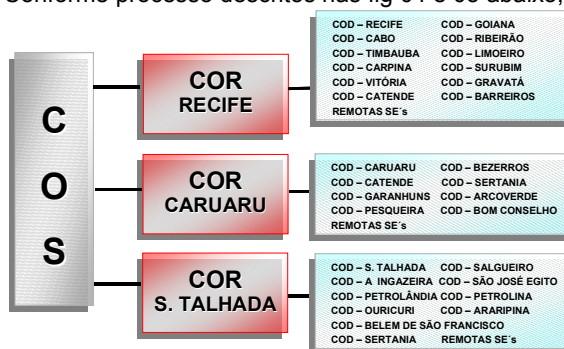 Conforme processo descritos nas fig 04 e 05 abaixo,
COS
COR
RECIFE
COD – RECIFE COD – GOIANA
COD – CABO COD – RIBEIRÃO
COD – TIMBAUBA COD – LIMOEIRO
COD – CARPINA COD – SURUBIM
COD – VITÓRIA COD – GRAVATÁ
COD – CATENDE COD – BARREIROS
REMOTAS SE´s
COR
CARUARU
COD – CARUARU COD – BEZERROS
COD – CATENDE COD – SERTANIA
COD – GARANHUNS COD – ARCOVERDE
COD – PESQUEIRA COD – BOM CONSELHO
REMOTAS SE´s
COR
S. TALHADA
COD – S. TALHADA COD – SALGUEIRO
COD – A INGAZEIRA COD – SÃO JOSÉ EGITO
COD – PETROLÂNDIA COD – PETROLINA
COD – OURICURI COD – ARARIPINA
COD – BELEM DE SÃO FRANCISCO
COD – SERTANIA REMOTAS SE´s